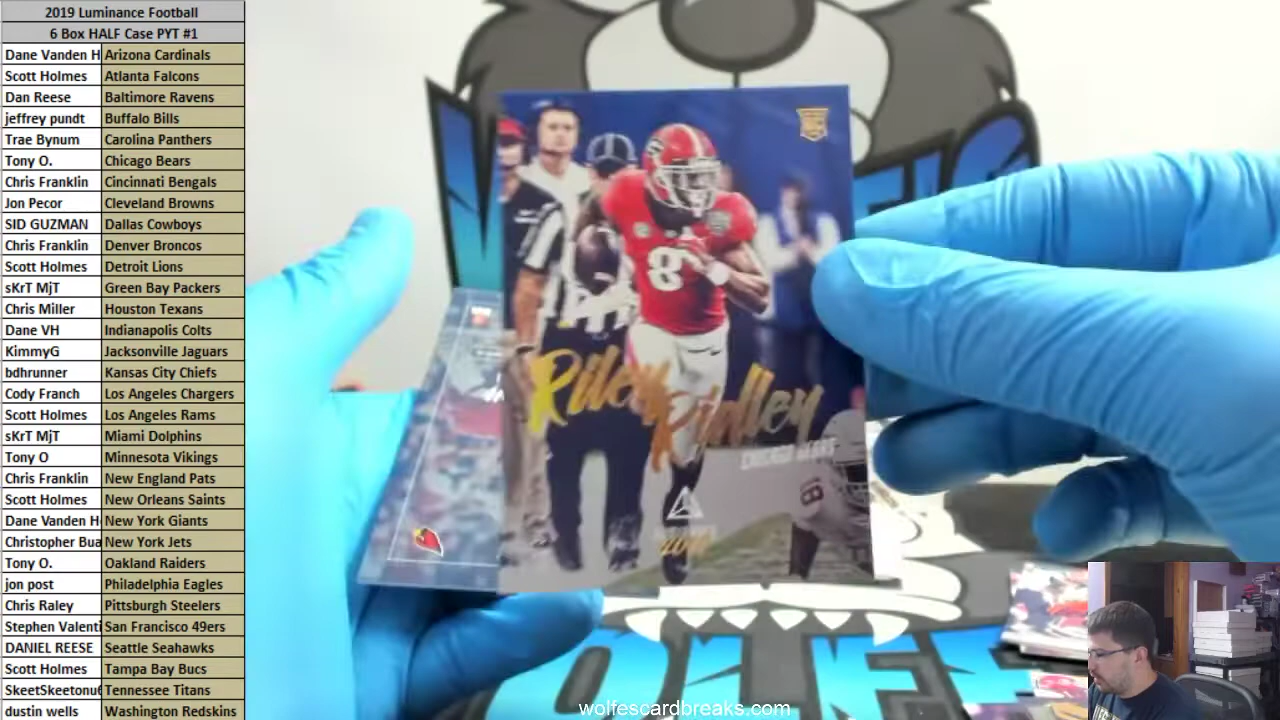 2019 Luminance Football
6 Box HALF Case PYT #1
Dane Vanden H Arizona Cardinals
Scott Holmes Atlanta Falcons
Dan Reese Baltimore Ravens
jeffrey pundt Buffalo Bills
Trae Bynum Carolina Panthers
Tony O. Chicago Bears
Chris Franklin Cincinnati Bengals
Jon Pecor Cleveland Browns
SID GUZMAN Dallas Cowboys
Chris Franklin Denver Broncos
Scott Holmes Detroit Lions
sKrT MjT Green Bay Packers
Chris Miller Houston Texans
Dane VH Indianapolis Colts
KimmyG Jacksonville Jaguars
bdhrunner Kansas City Chiefs
Cody Franch Los Angeles Chargers
Scott Holmes Los Angeles Rams
sKrT MjT Miami Dolphins
Tony O Minnesota Vikings
Chris Franklin New England Pats
Scott Holmes New Orleans Saints
Dane Vanden H New York Giants
Christopher Bua New York Jets
Tony O. Oakland Raiders
jon post Philadelphia Eagles
Chris Raley Pittsburgh Steelers
Stephen Valenti San Francisco 49ers
DANIEL REESE Seattle Seahawks
Scott Holmes Tampa Bay Bucs
SkeetSkeetonu Tennessee Titans
dustin wells Washington Redskins
8
Riley Ridley
CHICAGO BEARS
18
wolfescardbreaks.com